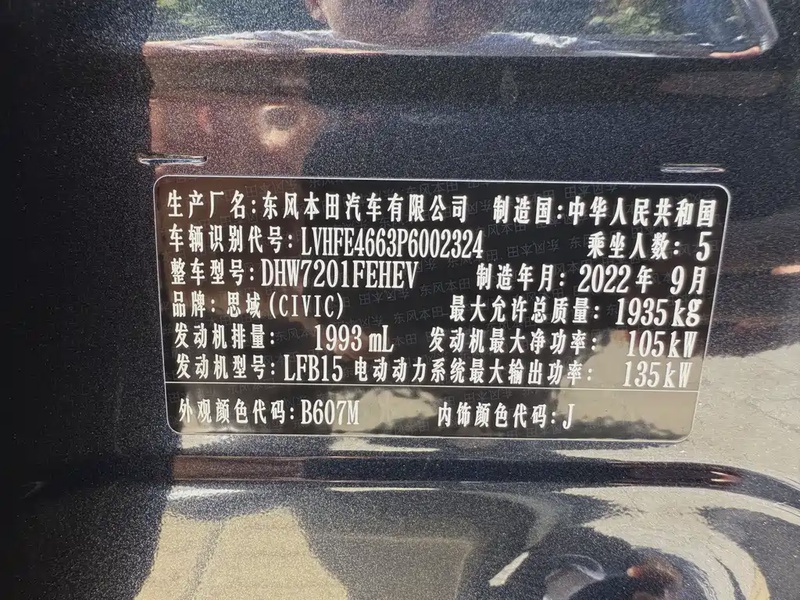 生产厂名:东风本田汽车有限公司 制造国:中华人民共和国
车辆识别代号:LVHFE4663P6002324 乘坐人数:5
整车型号:DHW7201FEHEV 制造年月:2022年 9月
品牌:思域(CIVIC) 最大允许总质量:1935kg
发动机排量: 1993mL 发动机最大净功率: 105kW
发动机型号:LFB15 电动动力系统最大输出功率: 135kW
外观颜色代码:B607M 内饰颜色代码:J